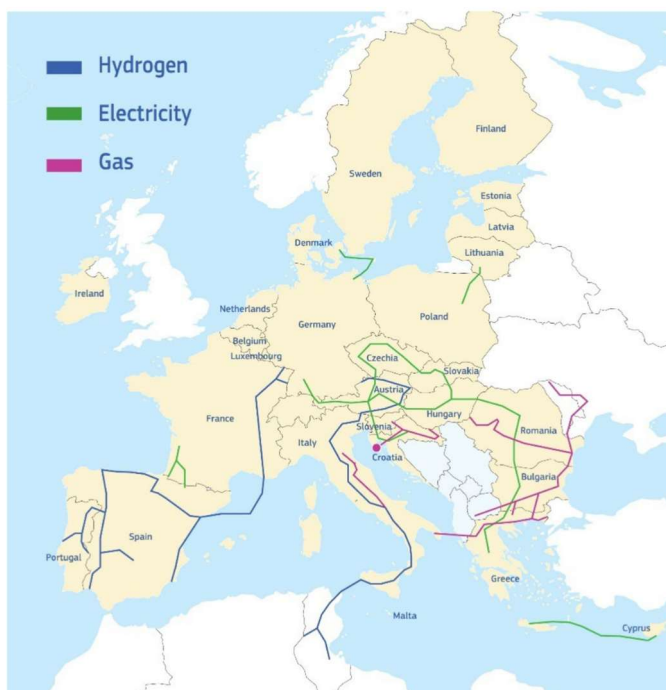 Hydrogen
Electricity
Gas
Finland
Sweden
Estonia
Latvia
Denmark
Lithuania
Ireland
Netherlands
Poland
Germany
Belgium
Luxembourg
Czechia
Slovakia
Austria
France
Hungary
Slovenia
Romania
Italy
Croatia
Bulgaria
Spain
Portugal
Greece
Malta
Cyprus